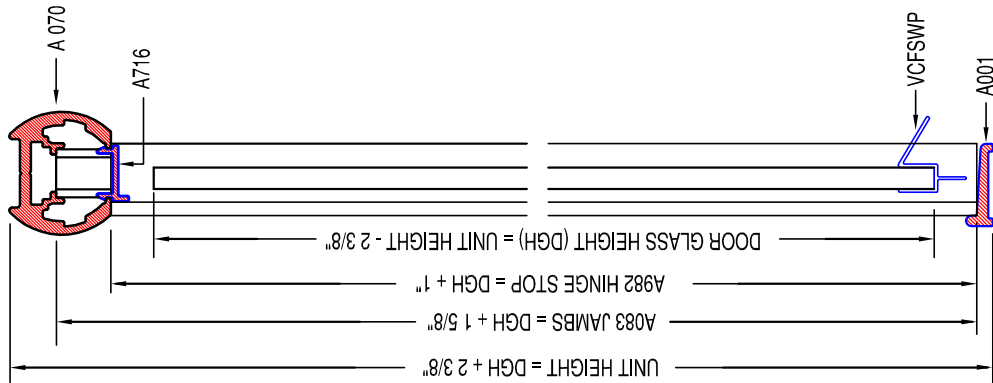 A 070
A716
VCFSWP
A001
DOOR GLASS HEIGHT (DGH) = UNIT HEIGHT - 2 3/8"
A982 HINGE STOP = DGH + 1"
A083 JAMBS = DGH + 1 5/8"
UNIT HEIGHT = DGH + 2 3/8"